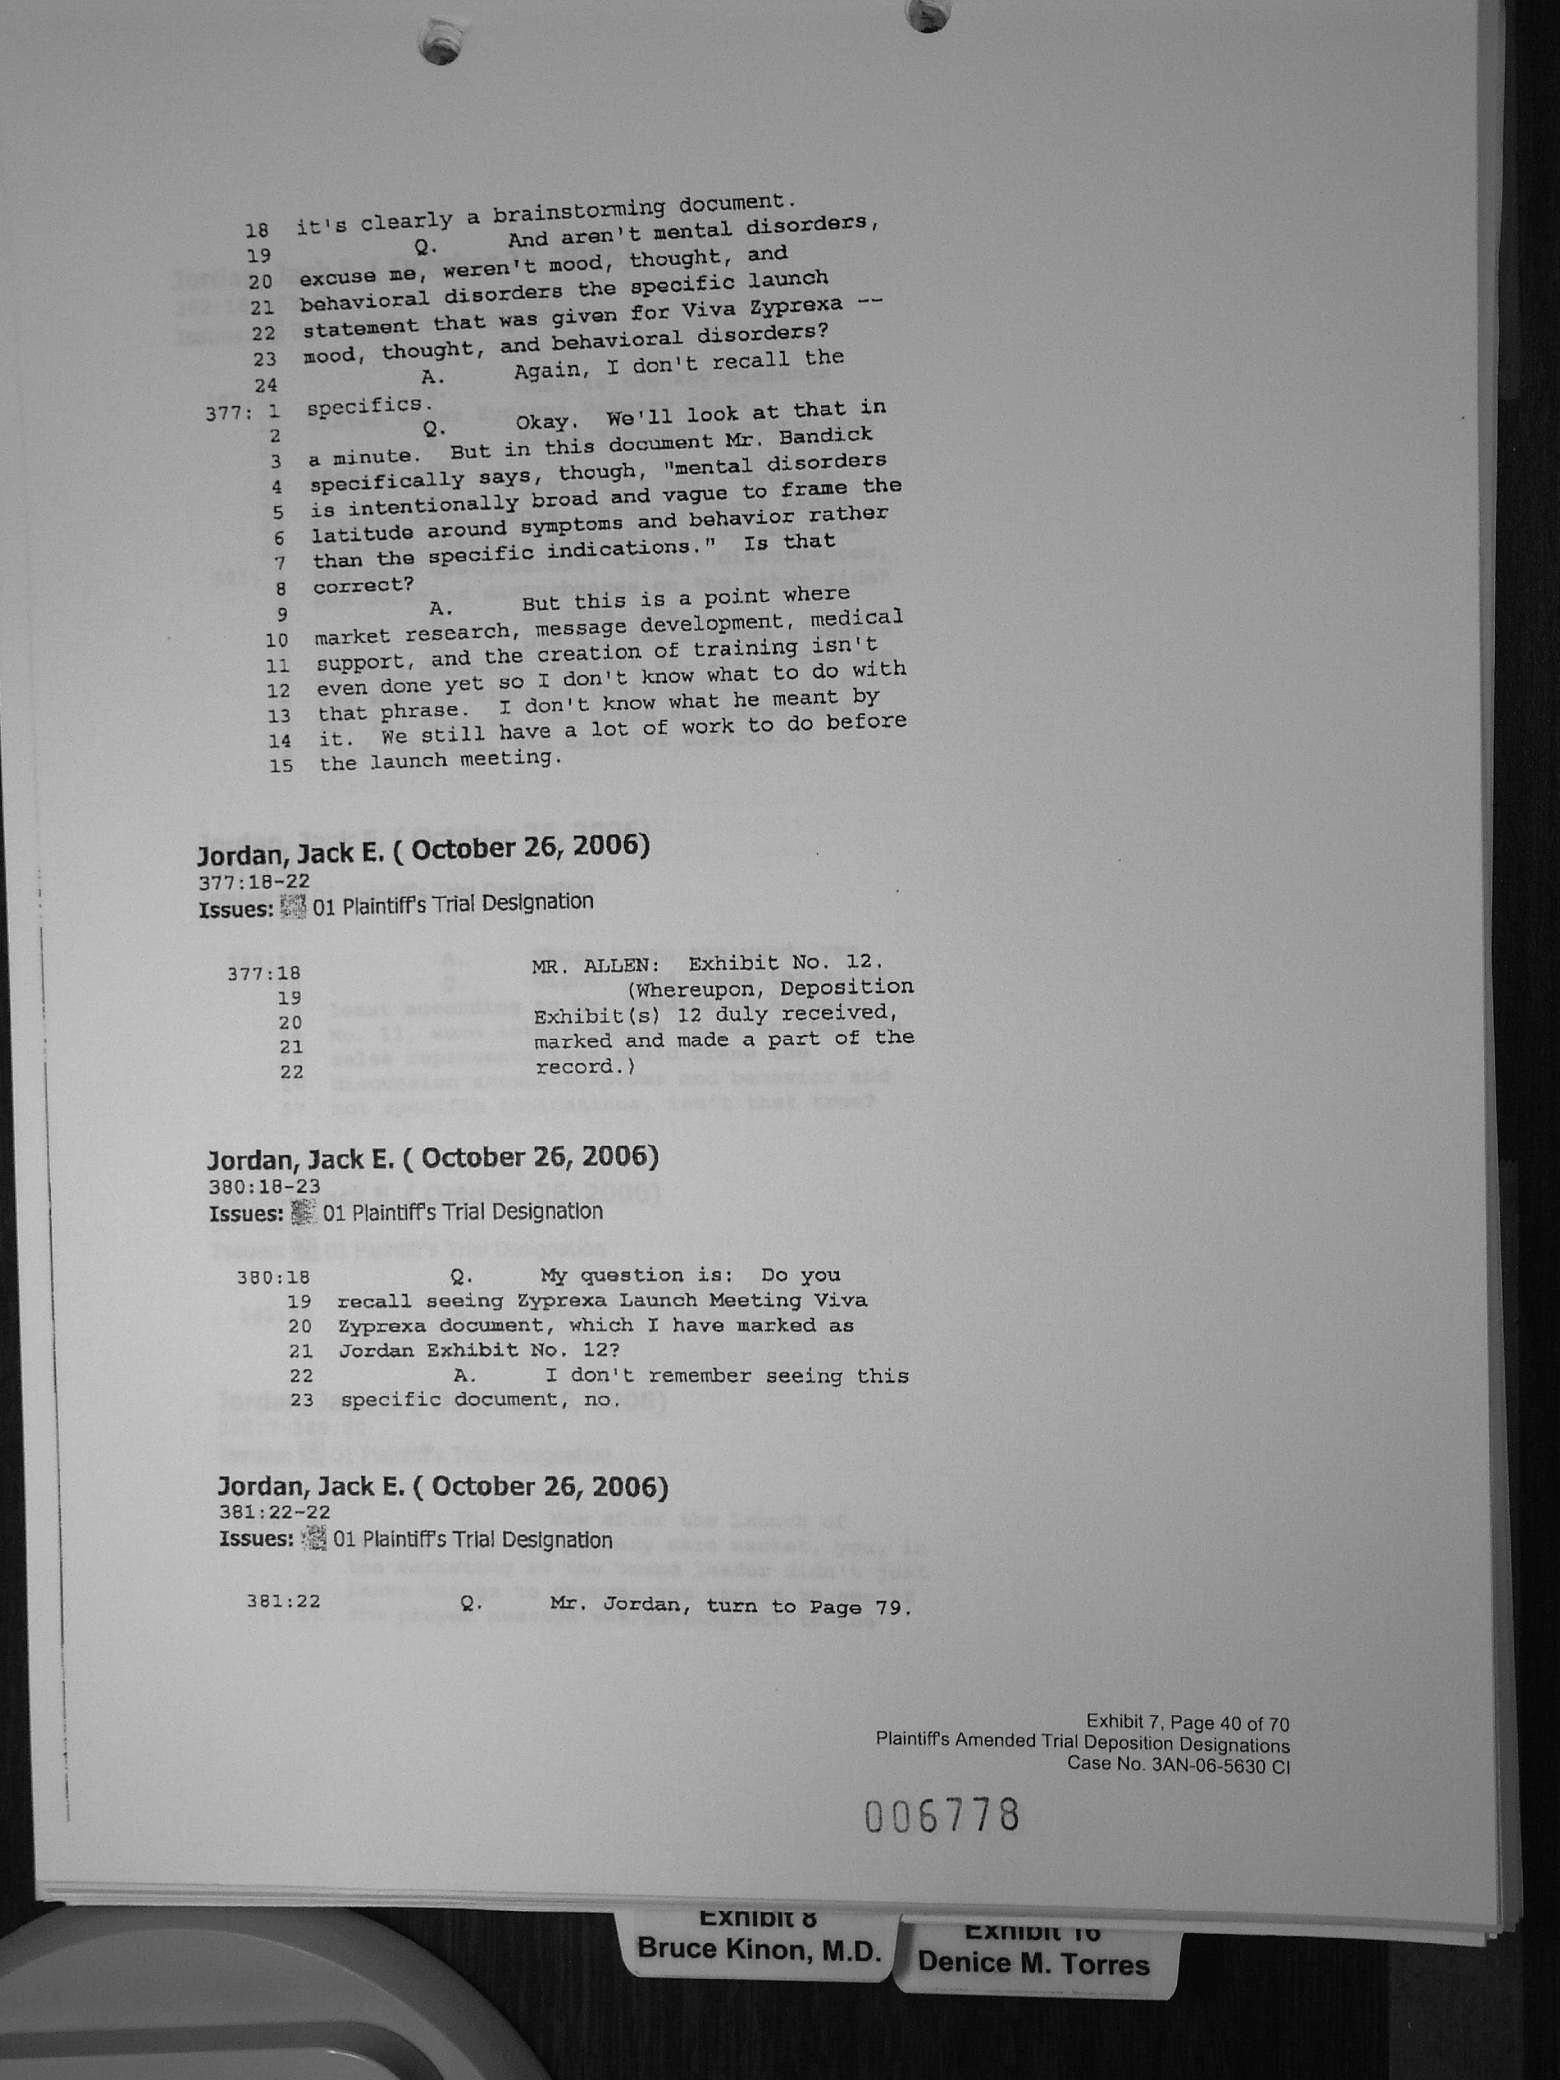 18 it's clearly a brainstorming document.
19 Q. And aren't mental disorders,
20 excuse me, weren't mood, thought, and
21 behavioral disorders the specific launch
22 statement that was given for Viva Zyprexa --
23 mood, thought, and behavioral disorders?
24 A. Again, I don't recall the
377: 1 specifics.
2 Q. Okay. We'll look at that in
3 a minute. But in this document Mr. Bandick
4 specifically says, though, "mental disorders
5 is intentionally broad and vague to frame the
6 latitude around symptoms and behavior rather
7 than the specific indications." Is that
8 correct?
9 A. But this is a point where
10 market research, message development, medical
11 support, and the creation of training isn't
12 even done yet so I don't know what to do with
13 that phrase. I don't know what he meant by
14 it. We still have a lot of work to do before
15 the launch meeting.
Jordan, Jack E. ( October 26, 2006)
377:18-22
Issues: 01 Plaintiff's Trial Designation
377:18 MR. ALLEN: Exhibit No. 12.
19 (Whereupon, Deposition
20 Exhibit(s) 12 duly received,
21 marked and made a part of the
22 record.)
Jordan, Jack E. ( October 26, 2006)
380:18-23
Issues: 01 Plaintiff's Trial Designation
380:18 Q. My question is: Do you
19 recall seeing Zyprexa Launch Meeting Viva
20 Zyprexa document, which I have marked as
21 Jordan Exhibit No. 12?
22 A. I don't remember seeing this
23 specific document, no.
Jordan, Jack E. ( October 26, 2006)
381:22-22
Issues: 01 Plaintiff's Trial Designation
381:22 Q. Mr. Jordan, turn to Page 79.
Exhibit 7, Page 40 of 70
Plaintiff's Amended Trial Deposition Designations
Case No. 3AN-06-5630 CI
006778
Exhibit 8
Bruce Kinon, M.D.
Exhibit 16
Denice M. Torres